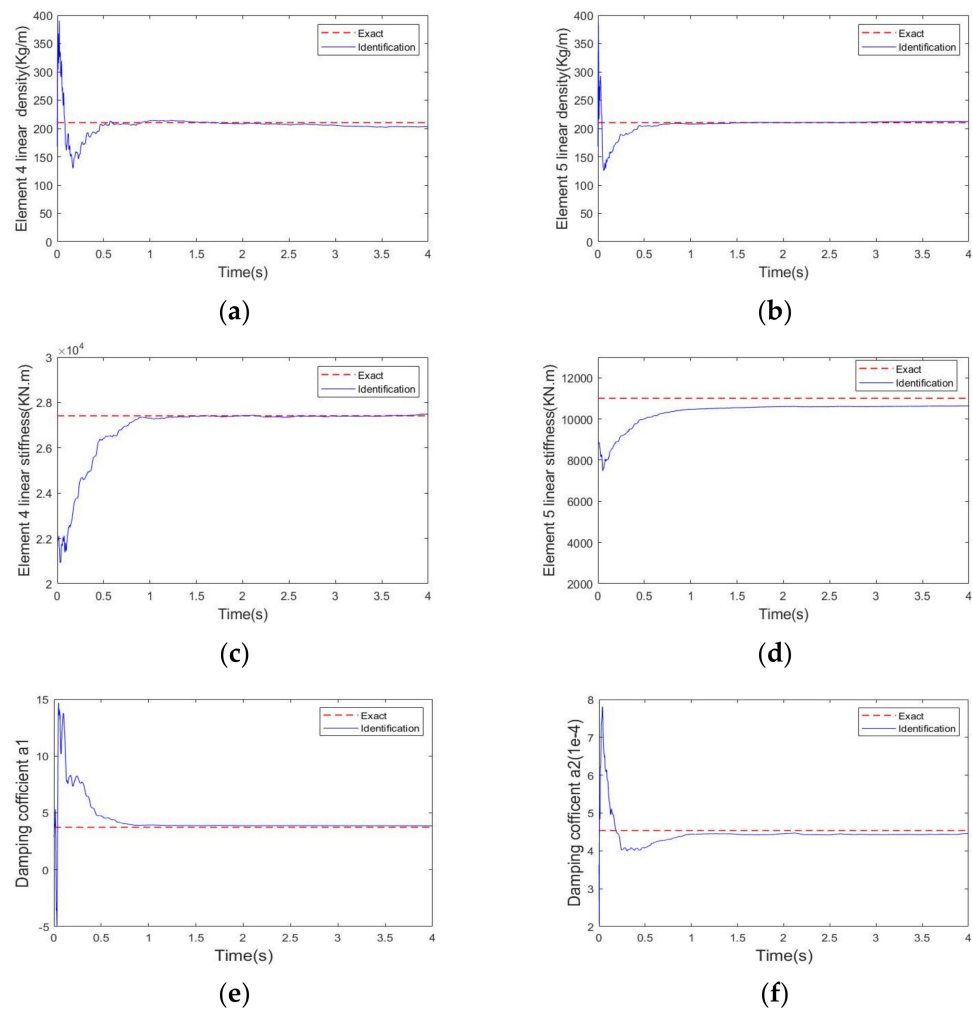 400
350
300
250
200
150
100
50
0
Element 4 linear density(Kg/m)
Exact
Identification
0 0.5 1 1.5 2 2.5 3 3.5 4
Time(s)
(a)
400
350
300
250
200
150
100
50
0
Element 5 linear density(Kg/m)
Exact
Identification
0 0.5 1 1.5 2 2.5 3 3.5 4
Time(s)
(b)
×10⁴
3
2.8
2.6
2.4
2.2
2
Element 4 linear stiffness(KN.m)
Exact
Identification
0 0.5 1 1.5 2 2.5 3 3.5 4
Time(s)
(c)
12000
10000
8000
6000
4000
2000
Element 5 linear stiffness(KN.m)
Exact
Identification
0 0.5 1 1.5 2 2.5 3 3.5 4
Time(s)
(d)
15
10
5
0
-5
Damping cofficient a1
Exact
Identification
0 0.5 1 1.5 2 2.5 3 3.5 4
Time(s)
(e)
8
7
6
5
4
3
2
Damping cofficent a2(1e-4)
Exact
Identification
0 0.5 1 1.5 2 2.5 3 3.5 4
Time(s)
(f)